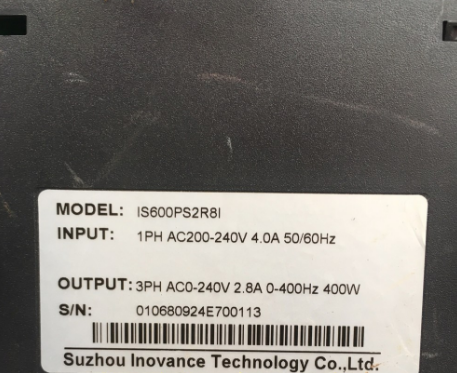 MODEL: IS600PS2R8I
INPUT: 1PH AC200-240V 4.0A 50/60Hz
OUTPUT: 3PH AC0-240V 2.8A 0-400Hz 400W
S/N: 010680924E700113
Suzhou Inovance Technology Co.,Ltd.